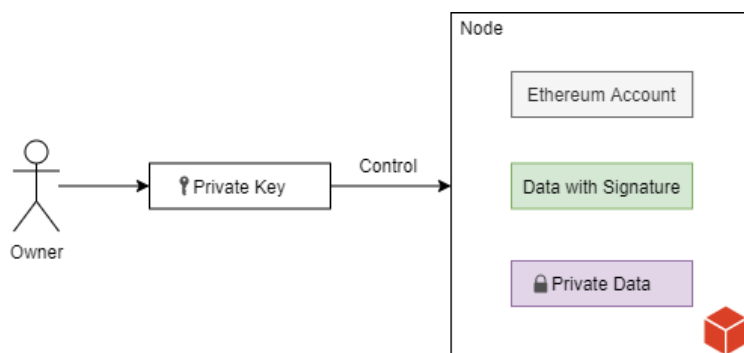 Node
Ethereum Account
Control
Private Key
Data with Signature
Owner
Private Data